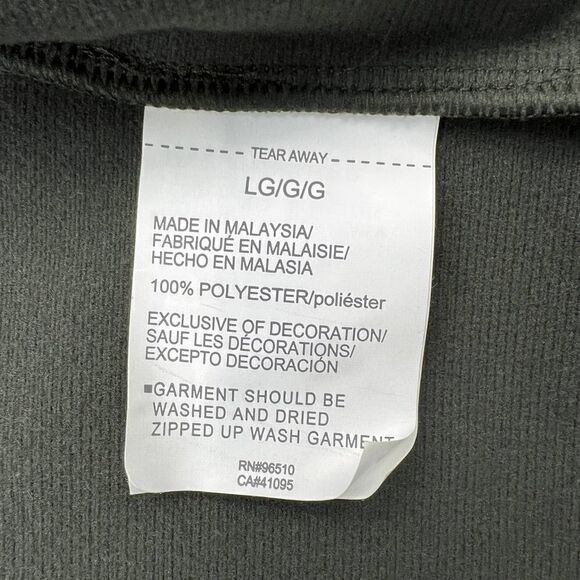 TEAR AWAY
LG/G/G
MADE IN MALAYSIA/
FABRIQUÉ EN MALAISIE/
HECHO EN MALASIA
100% POLYESTER/poliéster
EXCLUSIVE OF DECORATION/
SAUF LES DÉCORATIONS/
EXCEPTO DECORACIÓN
■GARMENT SHOULD BE
WASHED AND DRIED
ZIPPED UP WASH GARMENT
RN#96510
CA#41095